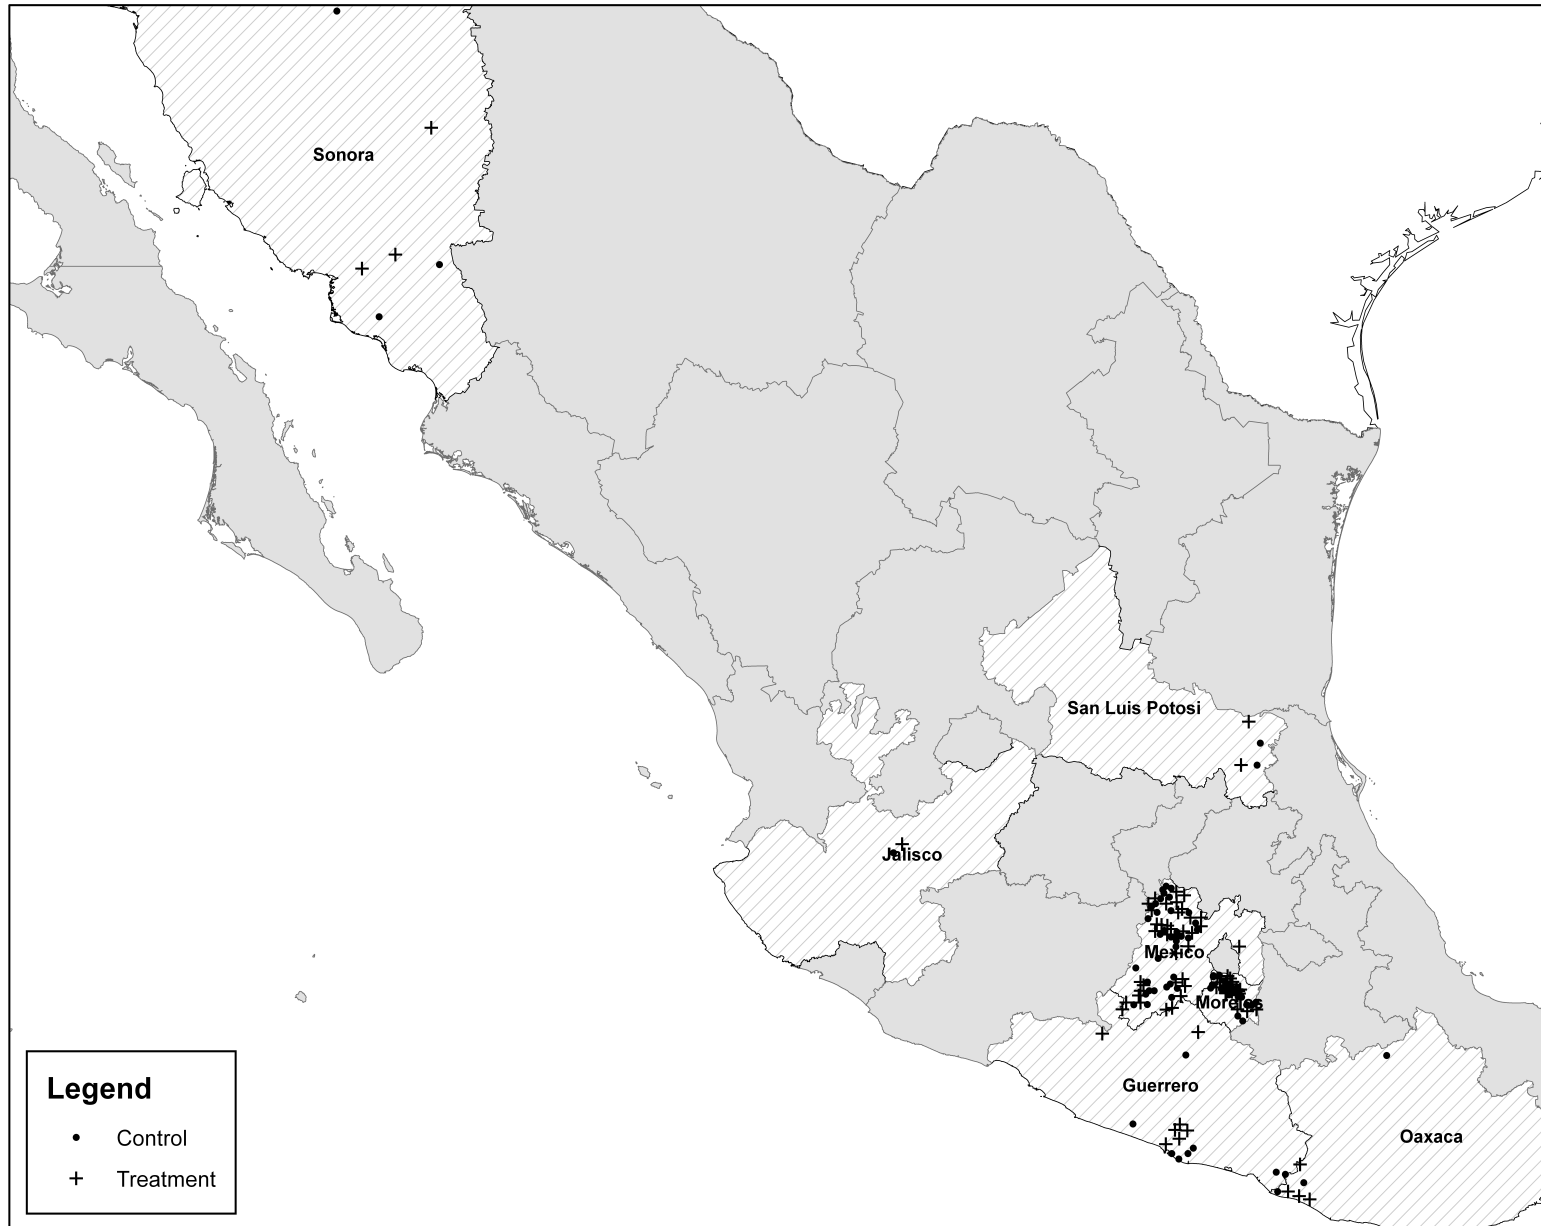 Sonora
San Luis Potosi
Jalisco
Mexico
Morelos
Guerrero
Oaxaca
Legend
Control
Treatment